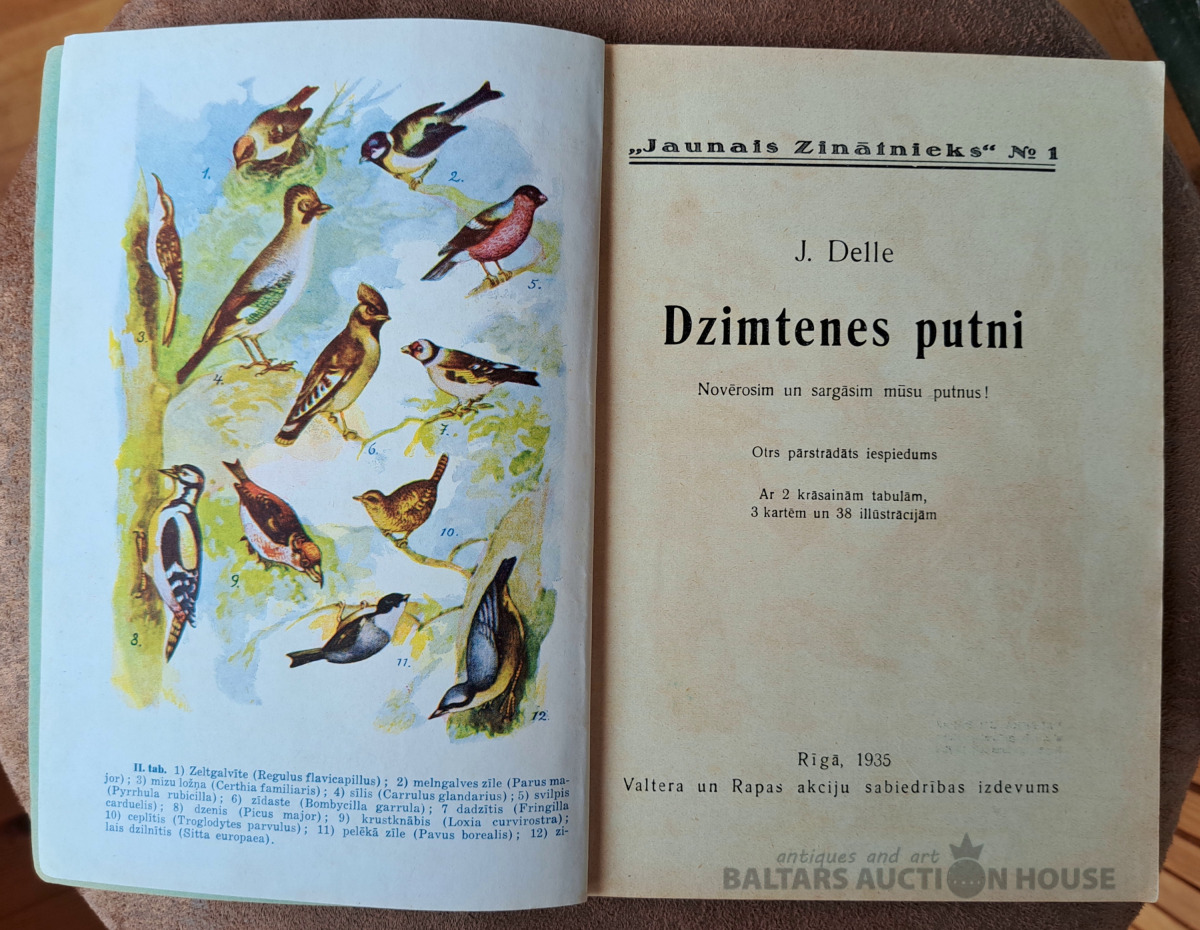 1.
2.
3.
4.
5.
6.
7.
8.
9.
10.
11.
12.
II. tab. 1) Zeltgalvīte (Regulus flavicapillus); 2) melngalves zīle (Parus ma-
jor); 3) mizu ložņa (Certhia familiaris); 4) sīlis (Carrulus glandarius); 5) svilpis
(Pyrrhula rubicilla); 6) zīdaste (Bombycilla garrula); 7 dadzītis (Fringilla
carduelis); 8) dzenis (Picus major); 9) krustknābis (Loxia curvirostra);
10) ceplītis (Troglodytes parvulus); 11) pelēkā zīle (Pavus borealis); 12) zi-
lais dzilnītis (Sitta europaea).
„Jaunais Zinātnieks“ № 1
J. Delle
Dzimtenes putni
Novērosim un sargāsim mūsu putnus!
Otrs pārstrādāts iespiedums
Ar 2 krāsainām tabulām,
3 kartēm un 38 illūstrācijām
Rīgā, 1935
Valtera un Rapas akciju sabiedrības izdevums
antiques and art
BALTARS AUCTION HOUSE